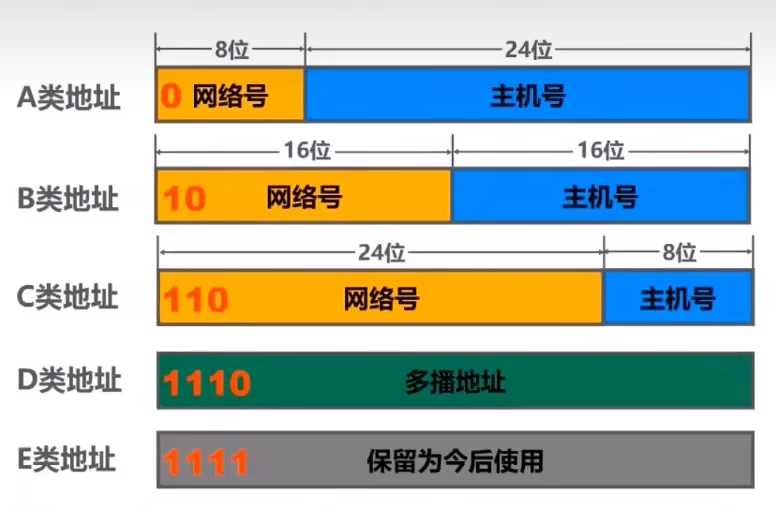 8位 24位
A类地址 0 网络号 主机号
16位 16位
B类地址 10 网络号 主机号
24位 8位
C类地址 110 网络号 主机号
D类地址 1110 多播地址
E类地址 1111 保留为今后使用